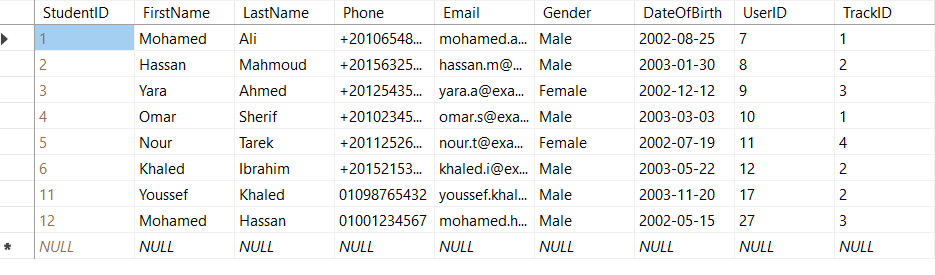 StudentID FirstName LastName Phone Email Gender DateOfBirth UserID TrackID
1 Mohamed Ali +20106548... mohamed.a... Male 2002-08-25 7 1
2 Hassan Mahmoud +20156325... hassan.m@... Male 2003-01-30 8 2
3 Yara Ahmed +20125435... yara.a@exa... Female 2002-12-12 9 3
4 Omar Sherif +20102345... omar.s@exa... Male 2003-03-03 10 1
5 Nour Tarek +20112526... nour.t@exa... Female 2002-07-19 11 4
6 Khaled Ibrahim +20152153... khaled.i@ex... Male 2003-05-22 12 2
11 Youssef Khaled 01098765432 youssef.khal... Male 2003-11-20 17 2
12 Mohamed Hassan 01001234567 mohamed.h... Male 2002-05-15 27 3
* NULL NULL NULL NULL NULL NULL NULL NULL NULL